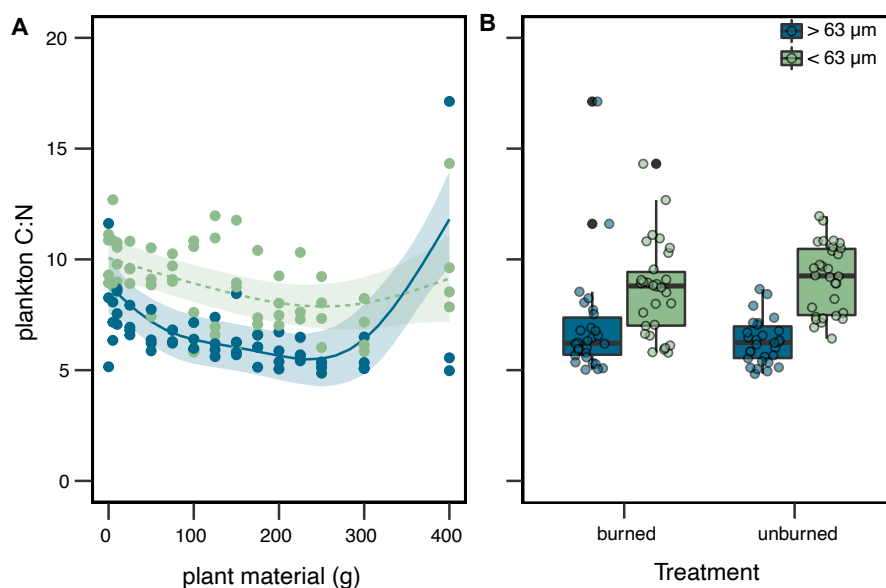 A
B
> 63 µm
< 63 µm
20
15
10
5
0
plankton C:N
0 100 200 300 400
burned unburned
plant material (g)
Treatment